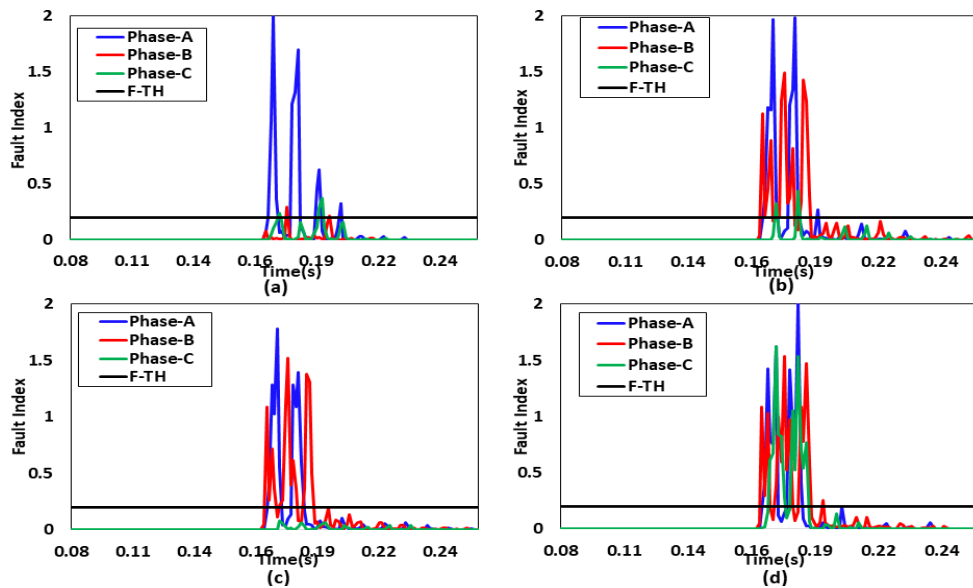 2
1.5
1
0.5
0
Fault Index
Phase-A
Phase-B
Phase-C
F-TH
0.08 0.11 0.14 0.16 0.19 0.22 0.24
Time(s)
(a)
2
1.5
1
0.5
0
Fault Index
Phase-A
Phase-B
Phase-C
F-TH
0.08 0.11 0.14 0.16 0.19 0.22 0.24
Time(s)
(b)
2
1.5
1
0.5
0
Fault Index
Phase-A
Phase-B
Phase-C
F-TH
0.08 0.11 0.14 0.16 0.19 0.22 0.24
Time(s)
(c)
2
1.5
1
0.5
0
Fault Index
Phase-A
Phase-B
Phase-C
F-TH
0.08 0.11 0.14 0.16 0.19 0.22 0.24
Time(s)
(d)